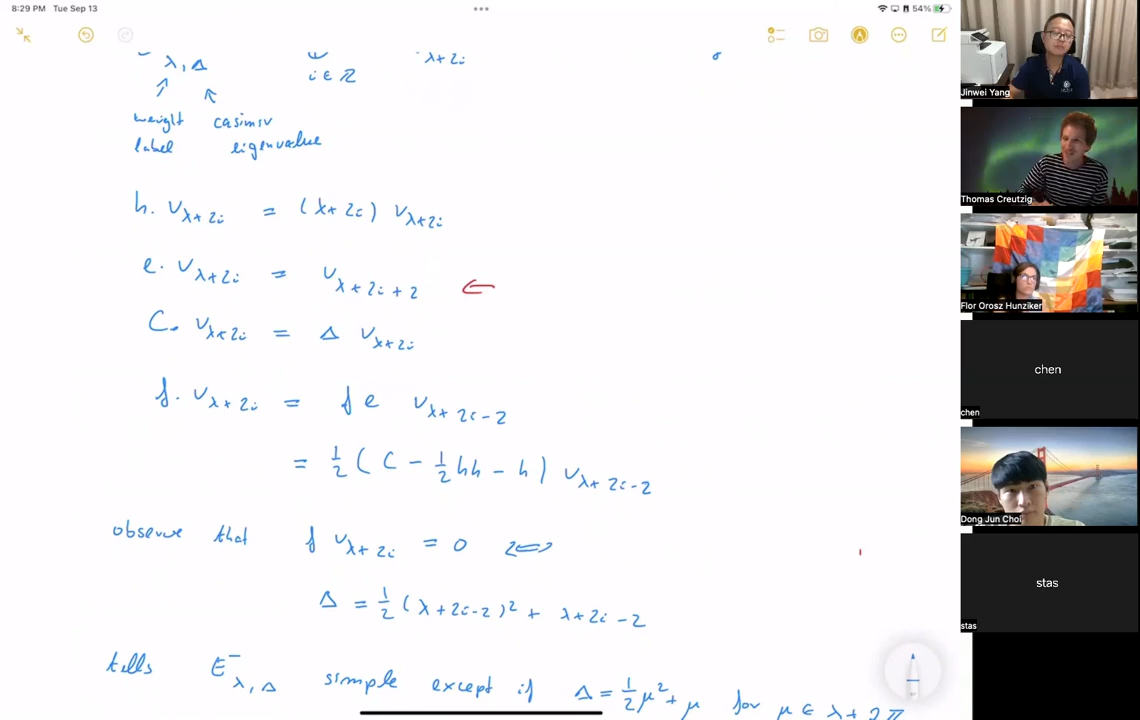 8:29 PM Tue Sep 13
54%
λ, Δ
i ∈ ℤ
λ+2i
weight casimir
label eigenvalue
h. v_{λ+2i} = (λ+2i) v_{λ+2i}
e. v_{λ+2i} = v_{λ+2i+2} ⇐
C. v_{λ+2i} = Δ v_{λ+2i}
f. v_{λ+2i} = f e v_{λ+2i-2}
= 1/2 (C - 1/2 hh - h) v_{λ+2i-2}
observe that f v_{λ+2i} = 0 ⇔
Δ = 1/2 (λ+2i-2)² + λ+2i-2
tells E⁻_{λ,Δ} simple except if Δ = 1/2 μ² + μ for μ ∈ λ+2ℤ
Jinwei Yang
Thomas Creutzig
Flor Orosz Hunziker
chen
chen
Dong Jun Choi
stas
stas